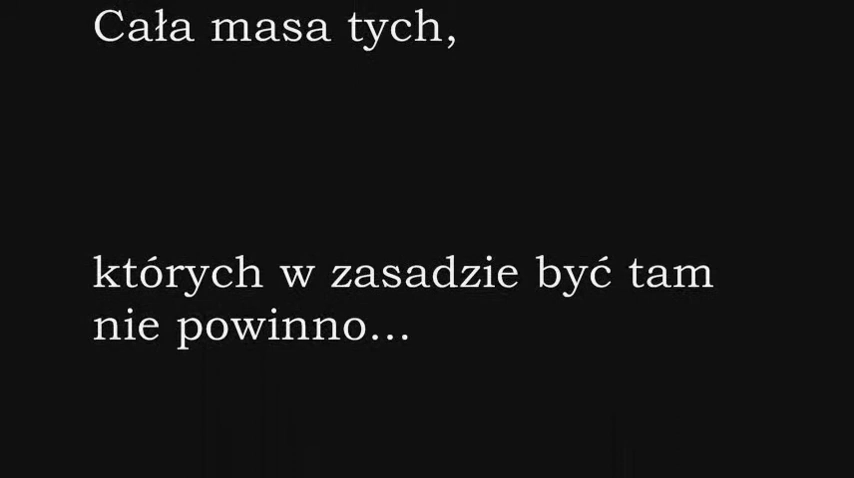 Cała masa tych,
których w zasadzie być tam
nie powinno...